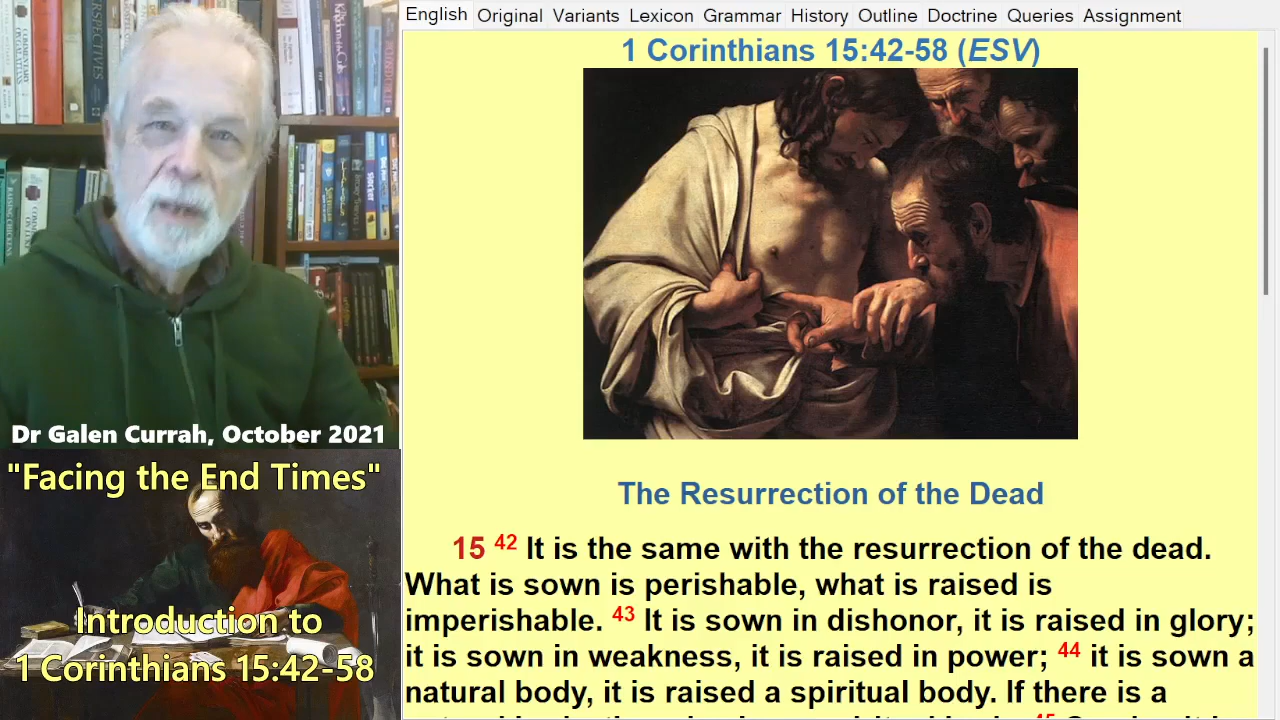 English Original Variants Lexicon Grammar History Outline Doctrine Queries Assignment
PERSPECTIVES
Dr Galen Currah, October 2021
"Facing the End Times"
Introduction to
1 Corinthians 15:42-58
1 Corinthians 15:42-58 (ESV)
The Resurrection of the Dead
15 42 It is the same with the resurrection of the dead.
What is sown is perishable, what is raised is
imperishable. 43 It is sown in dishonor, it is raised in glory;
it is sown in weakness, it is raised in power; 44 it is sown a
natural body, it is raised a spiritual body. If there is a